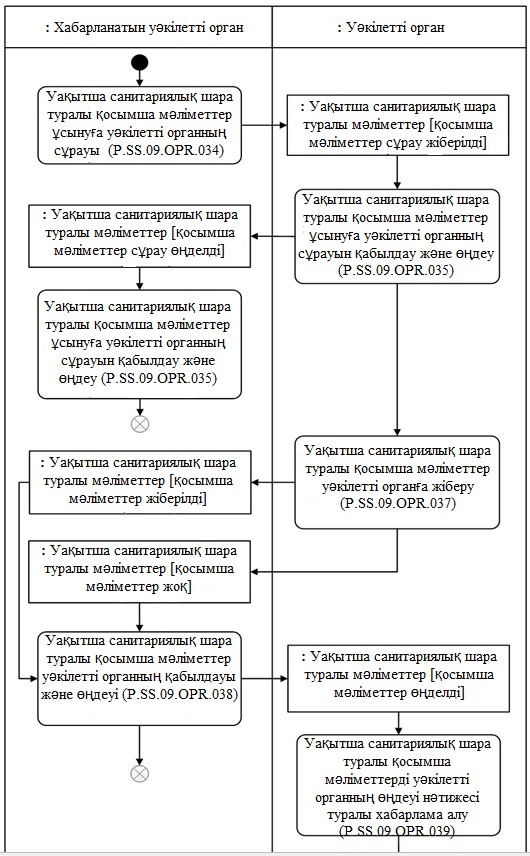 : Хабарланатын уәкілетті орган
: Уәкілетті орган
Уақытша санитариялық шара
туралы қосымша мәліметтер
ұсынуға уәкілетті органның
сұрауы (P.SS.09.OPR.034)
: Уақытша санитариялық шара
туралы мәліметтер [қосымша
мәліметтер сұрау жіберілді]
Уақытша санитариялық шара
туралы қосымша мәліметтер
ұсынуға уәкілетті органның
сұрауын қабылдау және өңдеу
(P.SS.09.OPR.035)
: Уақытша санитариялық шара
туралы мәліметтер [қосымша
мәліметтер сұрау өңделді]
Уақытша санитариялық шара
туралы қосымша мәліметтер
ұсынуға уәкілетті органның
сұрауын қабылдау және
өңдеу (P.SS.09.OPR.035)
Уақытша санитариялық шара
туралы қосымша мәліметтер
уәкілетті органға жіберу
(P.SS.09.OPR.037)
: Уақытша санитариялық шара
туралы мәліметтер [қосымша
мәліметтер жіберілді]
: Уақытша санитариялық шара
туралы мәліметтер [қосымша
мәліметтер жоқ]
Уақытша санитариялық шара
туралы қосымша мәліметтер
уәкілетті органның қабылдауы
және өңдеуі (P.SS.09.OPR.038)
: Уақытша санитариялық шара
туралы мәліметтер [қосымша
мәліметтер өңделді]
Уақытша санитариялық шара
туралы қосымша
мәліметтерді уәкілетті
органның өңдеуі нәтижесі
туралы хабарлама алу
(P.SS.09.OPR.039)